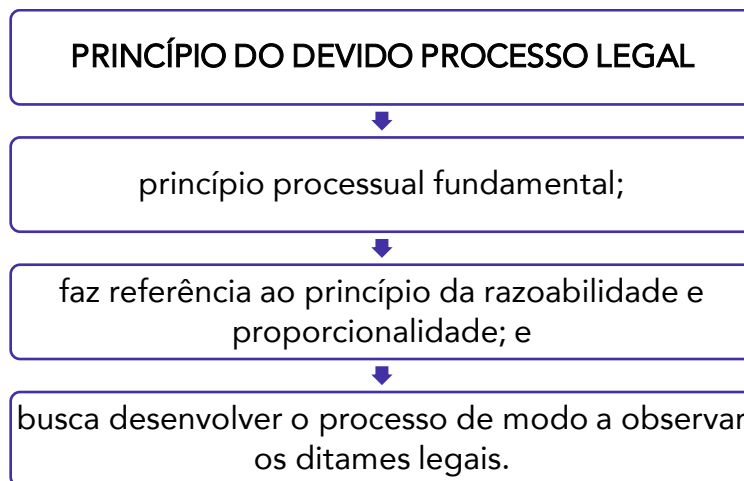 PRINCÍPIO DO DEVIDO PROCESSO LEGAL
princípio processual fundamental;
faz referência ao princípio da razoabilidade e
proporcionalidade; e
busca desenvolver o processo de modo a observar
os ditames legais.